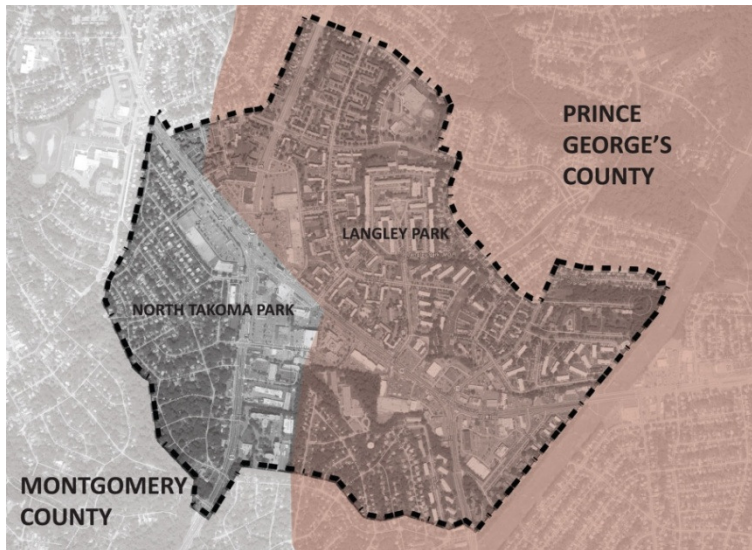 PRINCE
GEORGE'S
COUNTY
LANGLEY PARK
NORTH TAKOMA PARK
MONTGOMERY
COUNTY